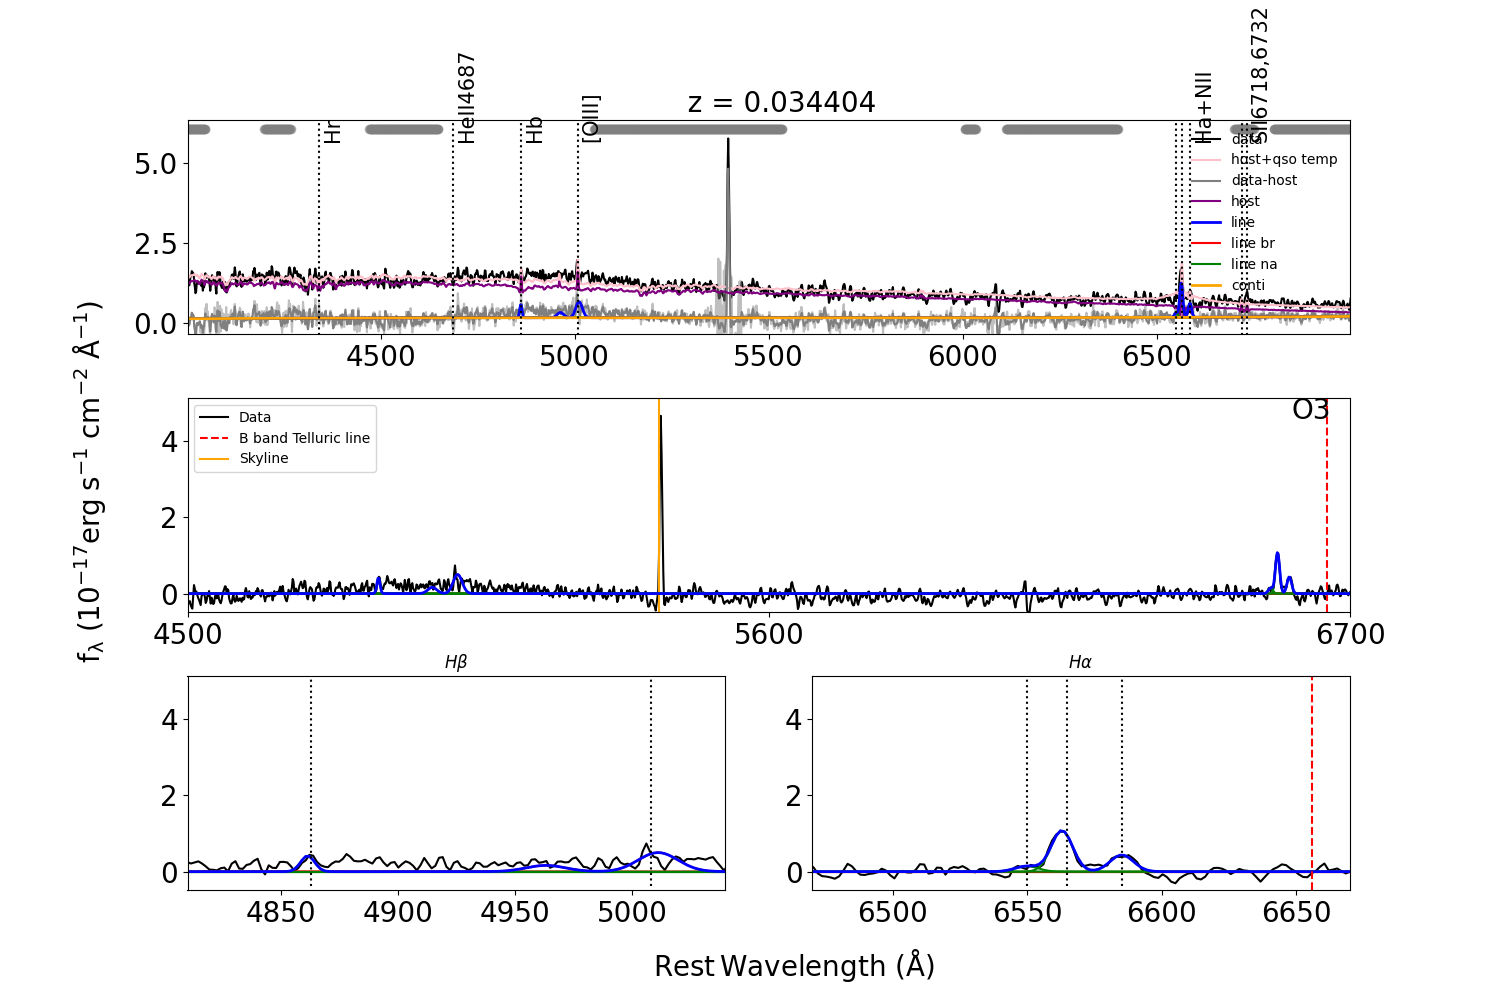 z = 0.034404
Hr
HeII4687
Hb
[OIII]
Ha+NII
SII6718,6732
data
host+qso temp
data-host
host
line
line br
line na
conti
5.0
2.5
0.0
4500 5000 5500 6000 6500
Data
B band Telluric line
Skyline
O3
4
2
0
4500 5600 6700
fλ (10−17erg s−1 cm−2 Å−1)
Hβ
4
2
0
4850 4900 4950 5000
Hα
4
2
0
6500 6550 6600 6650
Rest Wavelength (Å)